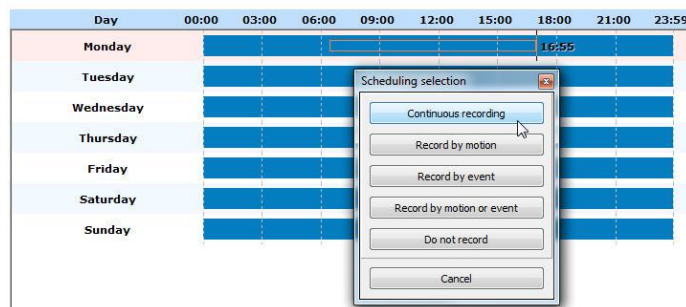 Day 00:00 03:00 06:00 09:00 12:00 15:00 18:00 21:00 23:59
Monday 16:55
Tuesday
Wednesday
Thursday
Friday
Saturday
Sunday
Scheduling selection
Continuous recording
Record by motion
Record by event
Record by motion or event
Do not record
Cancel